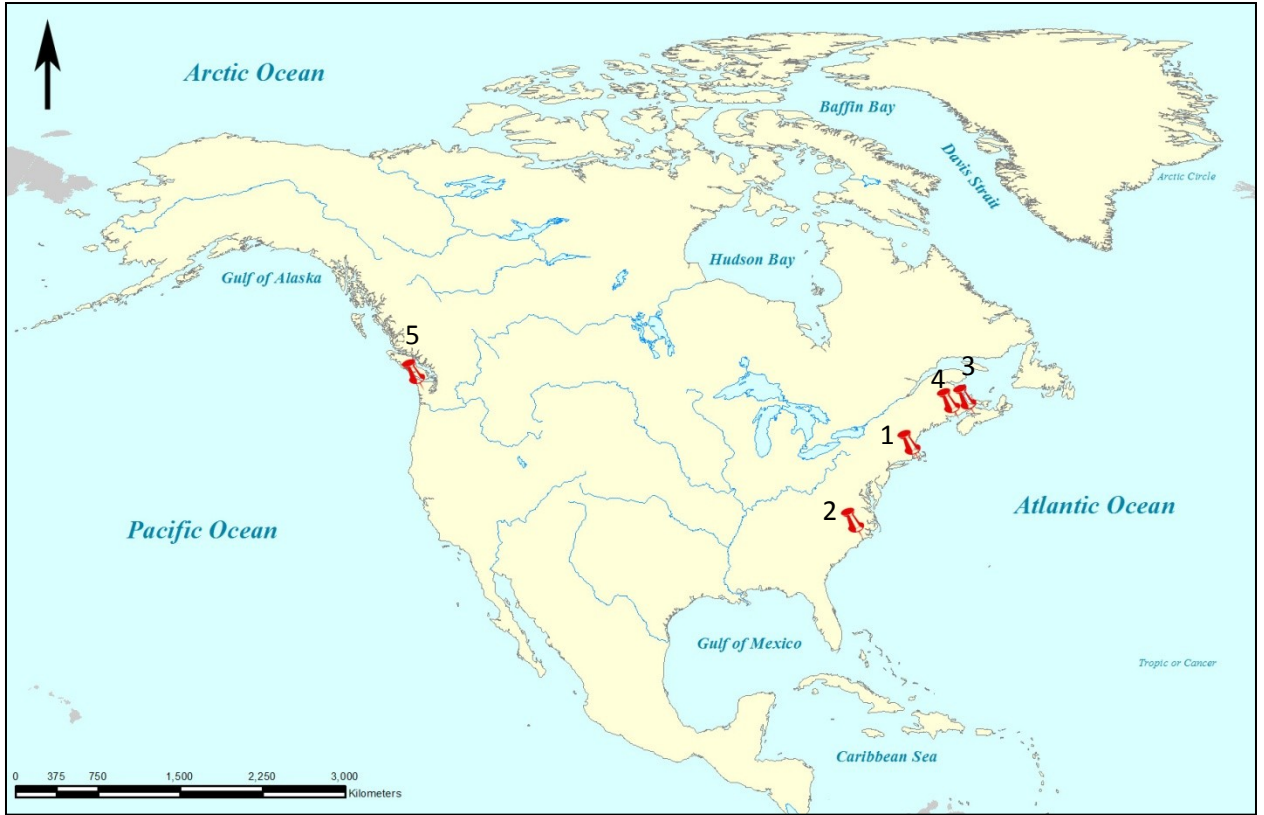 Arctic Ocean
Baffin Bay
Davis Strait
Arctic Circle
Hudson Bay
Gulf of Alaska
5
3
4
1
2
Atlantic Ocean
Pacific Ocean
Gulf of Mexico
Tropic or Cancer
Caribbean Sea
0 375 750 1,500 2,250 3,000
Kilometers